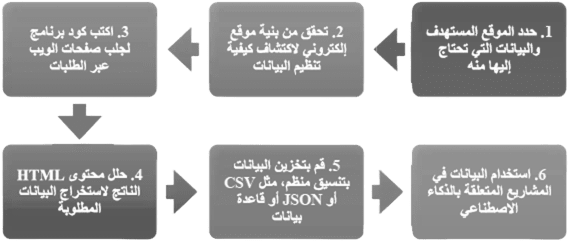 1. حدد الموقع المستهدف
والبيانات التي تحتاج
إليها منه
2. تحقق من بنية موقع
إلكتروني لاكتشاف كيفية
تنظيم البيانات
3. اكتب كود برنامج
لجلب صفحات الويب
عبر الطلبات
4. حلل محتوى HTML
الناتج لاستخراج البيانات
المطلوبة
5. قم بتخزين البيانات
بتنسيق منظم، مثل CSV
أو JSON أو قاعدة
بيانات
6. استخدام البيانات في
المشاريع المتعلقة بالذكاء
الاصطناعي